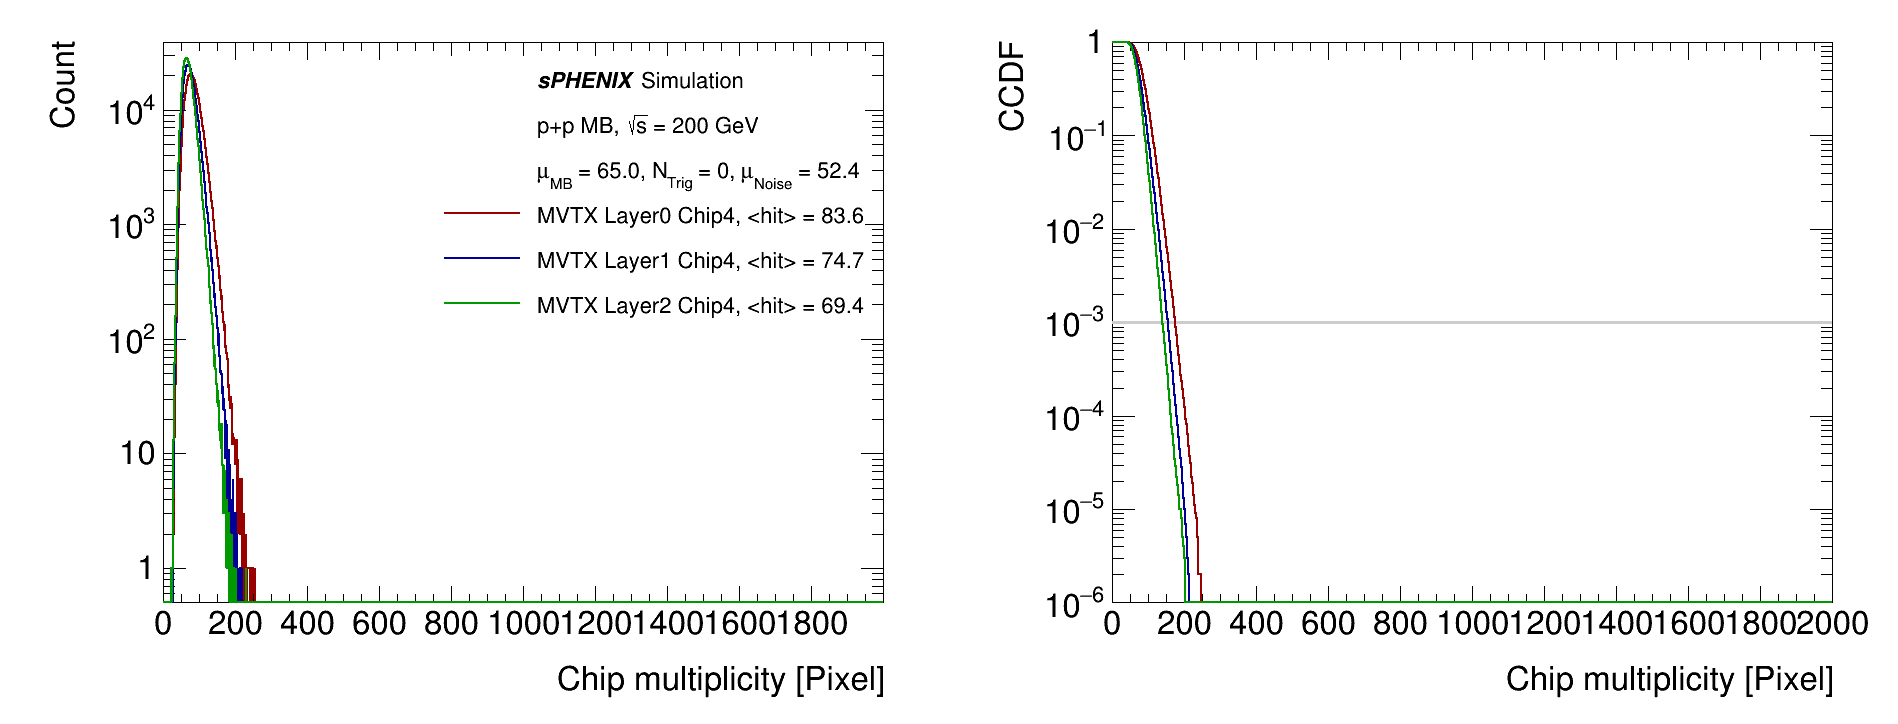 Count
10^4
10^3
10^2
10
1
0 200 400 600 800 1000 1200 1400 1600 1800
Chip multiplicity [Pixel]
sPHENIX Simulation
p+p MB, √s = 200 GeV
μ_MB = 65.0, N_Trig = 0, μ_Noise = 52.4
MVTX Layer0 Chip4, <hit> = 83.6
MVTX Layer1 Chip4, <hit> = 74.7
MVTX Layer2 Chip4, <hit> = 69.4
CCDF
1
10^−1
10^−2
10^−3
10^−4
10^−5
10^−6
0 200 400 600 800 1000 1200 1400 1600 1800 2000
Chip multiplicity [Pixel]